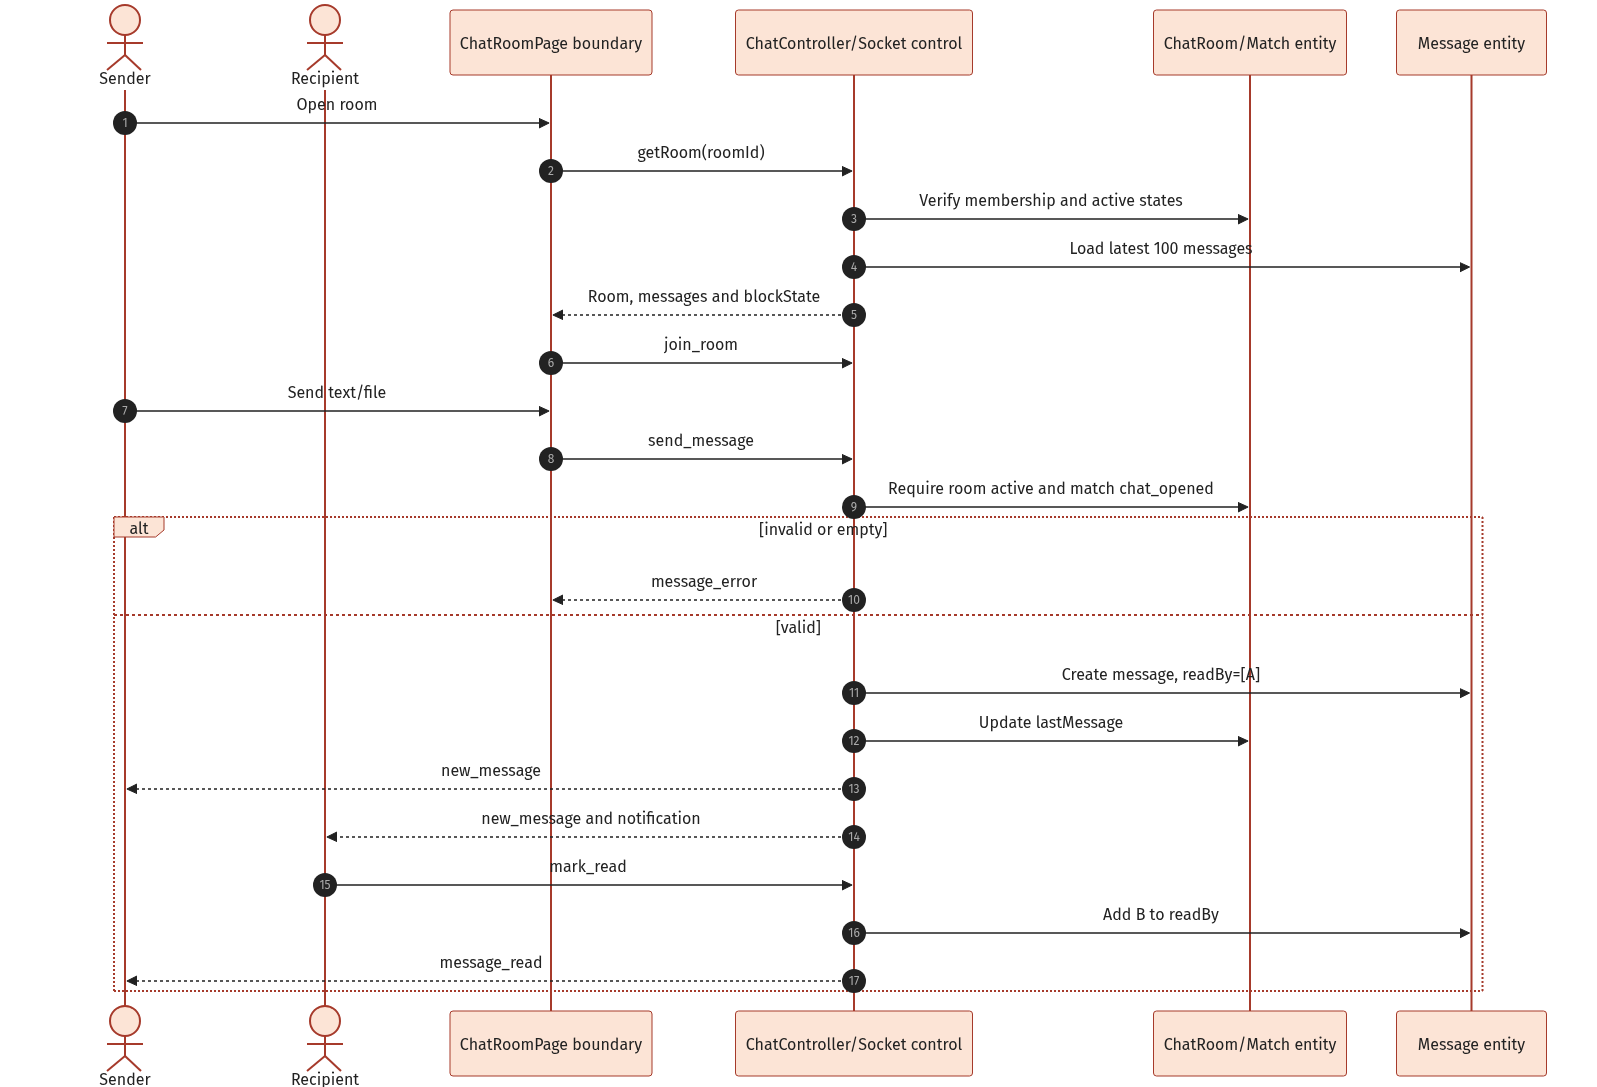 Sender
Recipient
ChatRoomPage boundary
ChatController/Socket control
ChatRoom/Match entity
Message entity
Open room
1
getRoom(roomId)
2
Verify membership and active states
3
Load latest 100 messages
4
Room, messages and blockState
5
join_room
6
Send text/file
7
send_message
8
Require room active and match chat_opened
9
alt
[invalid or empty]
message_error
10
[valid]
Create message, readBy=[A]
11
Update lastMessage
12
new_message
13
new_message and notification
14
mark_read
15
Add B to readBy
16
message_read
17
Sender
Recipient
ChatRoomPage boundary
ChatController/Socket control
ChatRoom/Match entity
Message entity